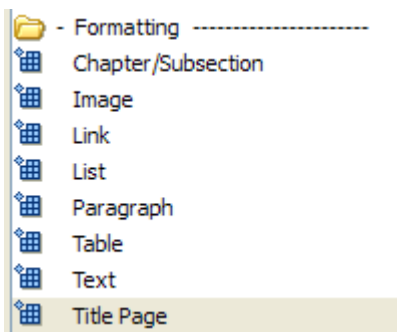 - Formatting ----------------------
Chapter/Subsection
Image
Link
List
Paragraph
Table
Text
Title Page